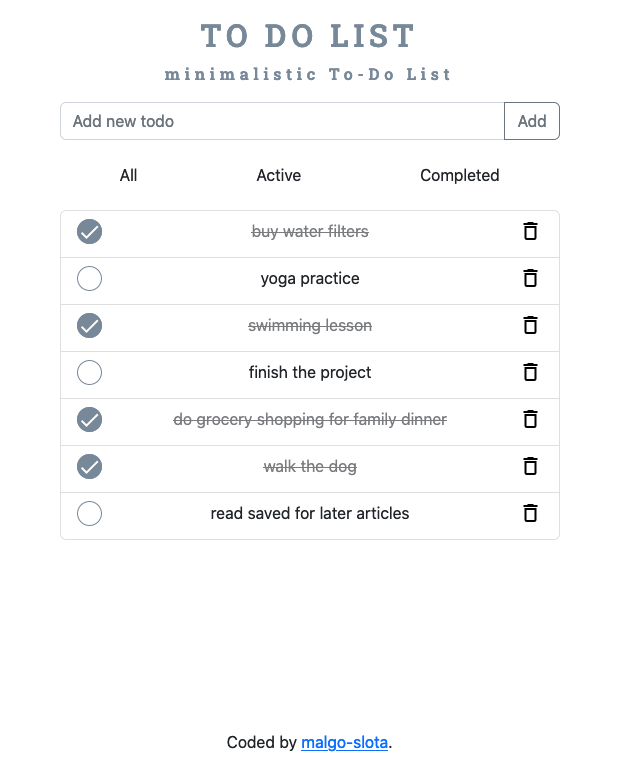 TO DO LIST
minimalistic To-Do List
Add new todo Add
All Active Completed
buy water filters
yoga practice
swimming lesson
finish the project
do grocery shopping for family dinner
walk the dog
read saved for later articles
Coded by malgo-slota.